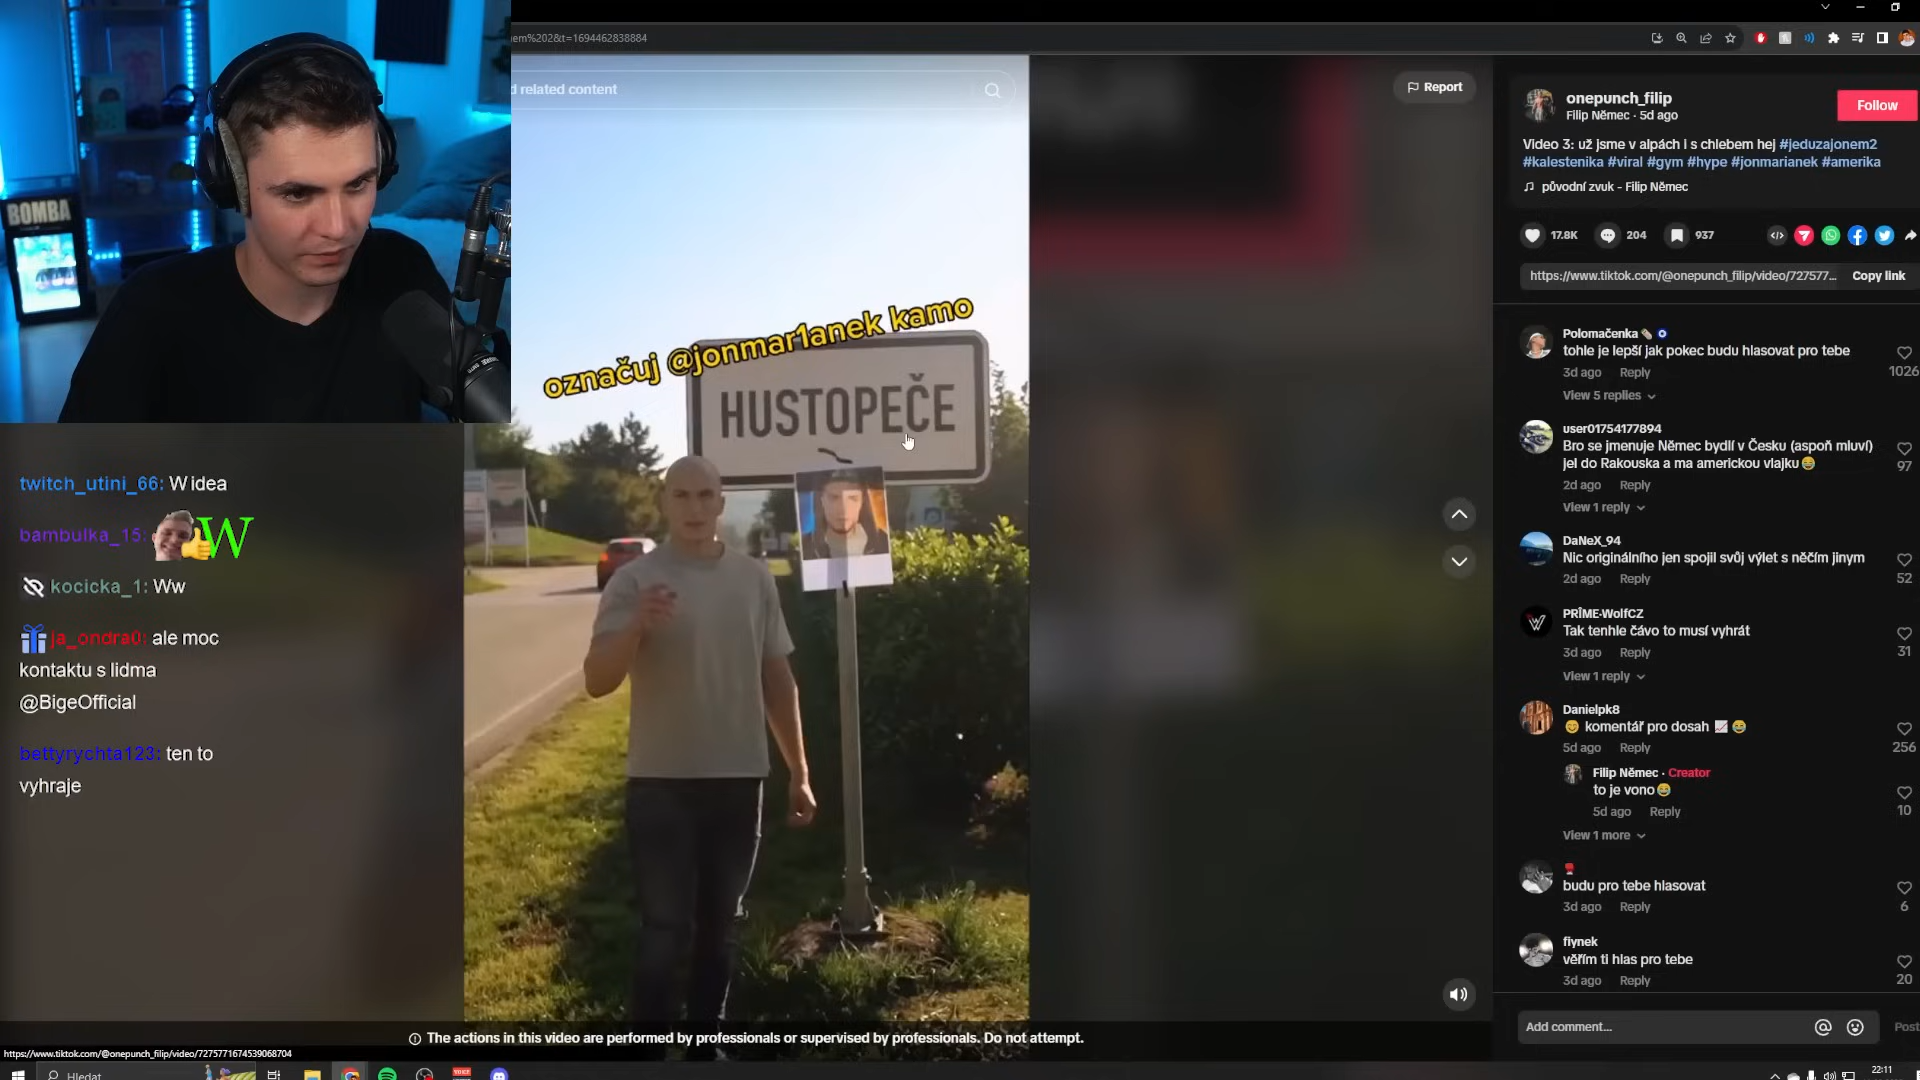 em%202&t=1694462838884
d related content
Report
BOMBA
označuj @jonmar1anek kamo
HUSTOPEČE
twitch_utini_66: W idea
bambulka_15: W
kocicka_1: Ww
ja_ondra0: ale moc
kontaktu s lidma
@BigeOfficial
bettyrychta123: ten to
vyhraje
The actions in this video are performed by professionals or supervised by professionals. Do not attempt.
https://www.tiktok.com/@onepunch_filip/video/7275771674539068704
onepunch_filip
Filip Němec · 5d ago
Follow
Video 3: už jsme v alpách i s chlebem hej #jeduzajonem2
#kalestenika #viral #gym #hype #jonmarianek #amerika
původní zvuk - Filip Němec
17.8K
204
937
https://www.tiktok.com/@onepunch_filip/video/727577...
Copy link
Polomačenka
tohle je lepší jak pokec budu hlasovat pro tebe
1026
3d ago Reply
View 5 replies
user01754177894
Bro se jmenuje Němec bydlí v Česku (aspoň mluví)
jel do Rakouska a ma americkou vlajku😂
97
2d ago Reply
View 1 reply
DaNeX_94
Nic originálního jen spojil svůj výlet s něčím jinym
52
2d ago Reply
PRÎME-WolfCZ
Tak tenhle čávo to musí vyhrát
31
3d ago Reply
View 1 reply
Danielpk8
😊 komentář pro dosah 📈 😂
256
5d ago Reply
Filip Němec · Creator
to je vono😂
10
5d ago Reply
View 1 more
budu pro tebe hlasovat
6
3d ago Reply
fiynek
věřím ti hlas pro tebe
20
3d ago Reply
Add comment...
Post
Hledat
22:11